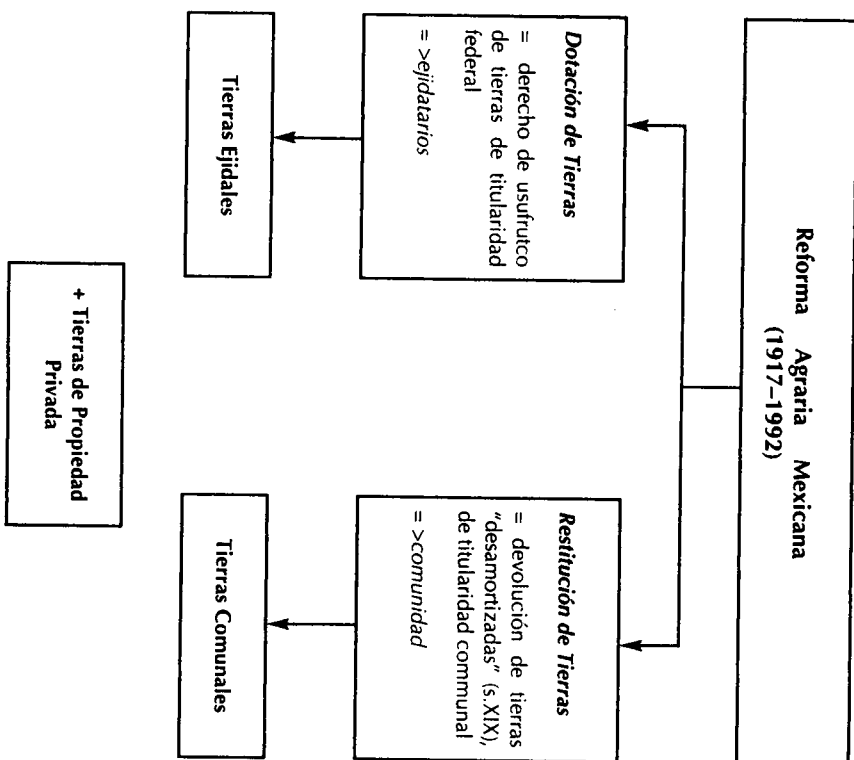 Reforma Agraria Mexicana
(1917–1992)
Dotación de Tierras
= derecho de usufrutco
de tierras de titularidad
federal
= >ejidatarios
Restitución de Tierras
= devolución de tierras
"desamortizadas" (s.XIX),
de titularidad communal
= >comunidad
Tierras Ejidales
Tierras Comunales
+ Tierras de Propiedad
Privada